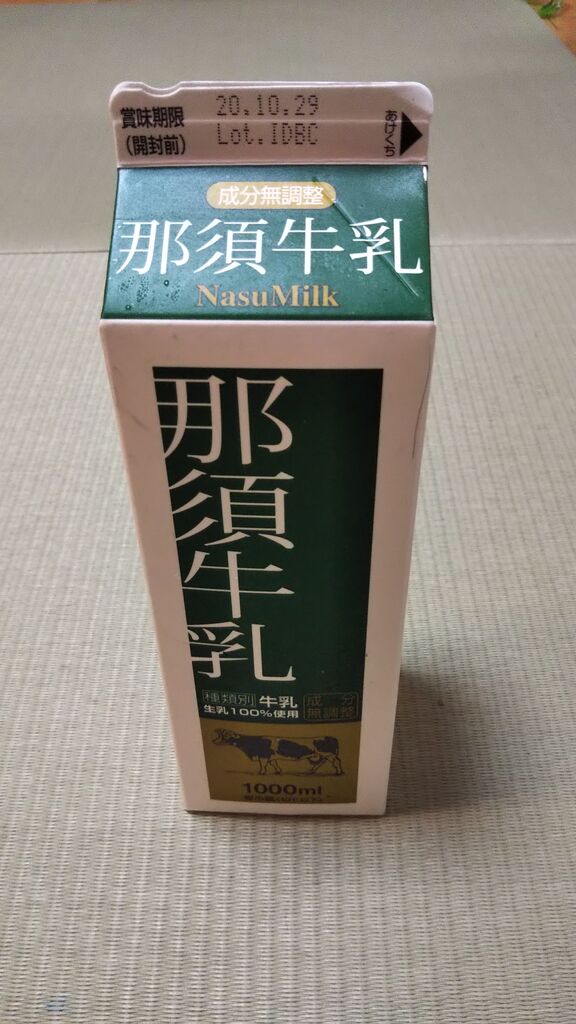 賞味期限
(開封前)
20.10.29
Lot.IDBC
あけくち
成分無調整
那須牛乳
NasuMilk
那須牛乳
種類別 牛乳
生乳100%使用
成分
無調整
1000ml